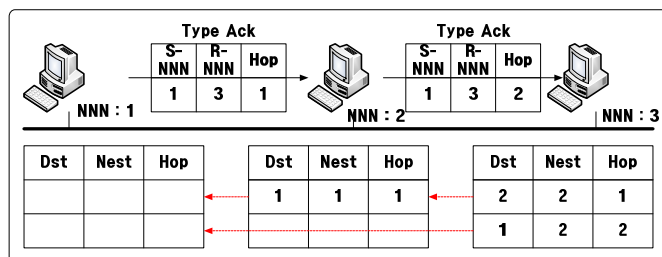 Type Ack
S-NNN R-NNN Hop
1 3 1
Type Ack
S-NNN R-NNN Hop
1 3 2
NNN : 1
NNN : 2
NNN : 3
Dst Nest Hop
Dst Nest Hop
1 1 1
Dst Nest Hop
2 2 1
1 2 2